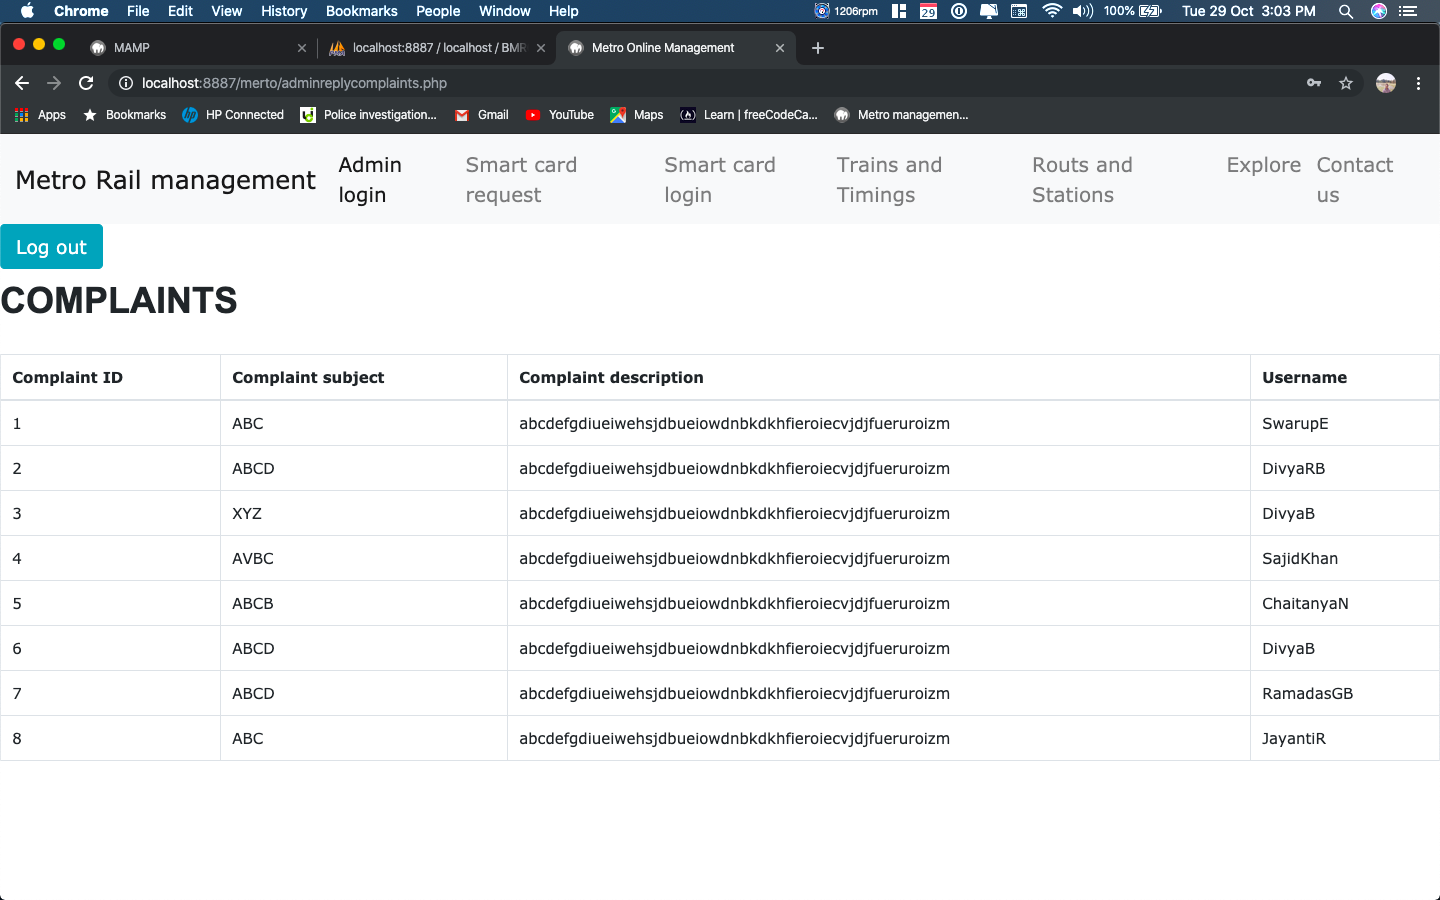 Chrome File Edit View History Bookmarks People Window Help 1206rpm 29 100% Tue 29 Oct 3:03 PM
MAMP localhost:8887 / localhost / BMR Metro Online Management
localhost:8887/merto/adminreplycomplaints.php
Apps Bookmarks HP Connected Police investigation... Gmail YouTube Maps Learn | freeCodeCa... Metro managemen...
Metro Rail management Admin login Smart card request Smart card login Trains and Timings Routs and Stations Explore Contact us
Log out
COMPLAINTS
Complaint ID Complaint subject Complaint description Username
1 ABC abcdefgdiueiwehsjdbueiowdnbkdkhfieroiecvjdjfueruroizm SwarupE
2 ABCD abcdefgdiueiwehsjdbueiowdnbkdkhfieroiecvjdjfueruroizm DivyaRB
3 XYZ abcdefgdiueiwehsjdbueiowdnbkdkhfieroiecvjdjfueruroizm DivyaB
4 AVBC abcdefgdiueiwehsjdbueiowdnbkdkhfieroiecvjdjfueruroizm SajidKhan
5 ABCB abcdefgdiueiwehsjdbueiowdnbkdkhfieroiecvjdjfueruroizm ChaitanyaN
6 ABCD abcdefgdiueiwehsjdbueiowdnbkdkhfieroiecvjdjfueruroizm DivyaB
7 ABCD abcdefgdiueiwehsjdbueiowdnbkdkhfieroiecvjdjfueruroizm RamadasGB
8 ABC abcdefgdiueiwehsjdbueiowdnbkdkhfieroiecvjdjfueruroizm JayantiR